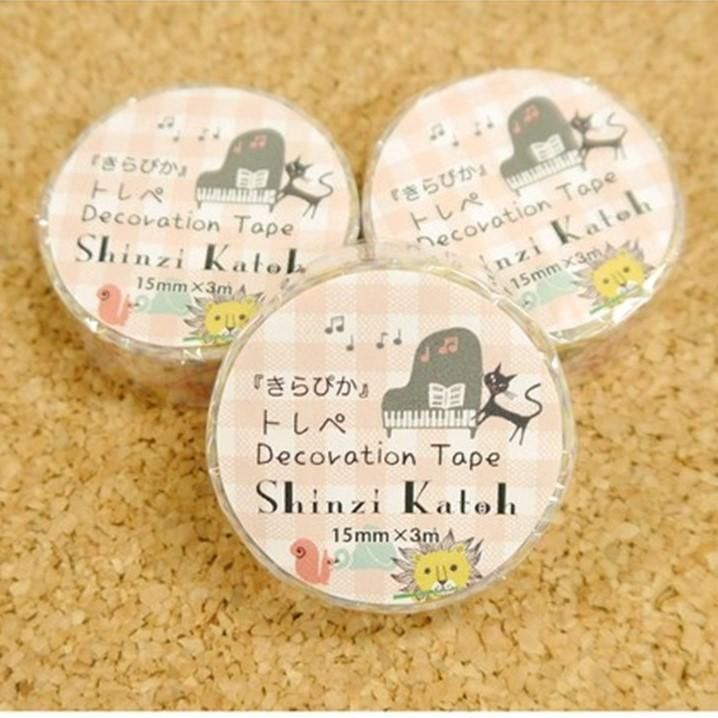 『きらぴか』
トレペ
Decoration Tape
Shinzi Katoh
15mm×3m
『きらぴか』
トレペ
Decoration Tape
Shinzi Katoh
15mm×3m
『きらぴか』
トレペ
Decoration Tape
Shinzi Katoh
15mm×3m